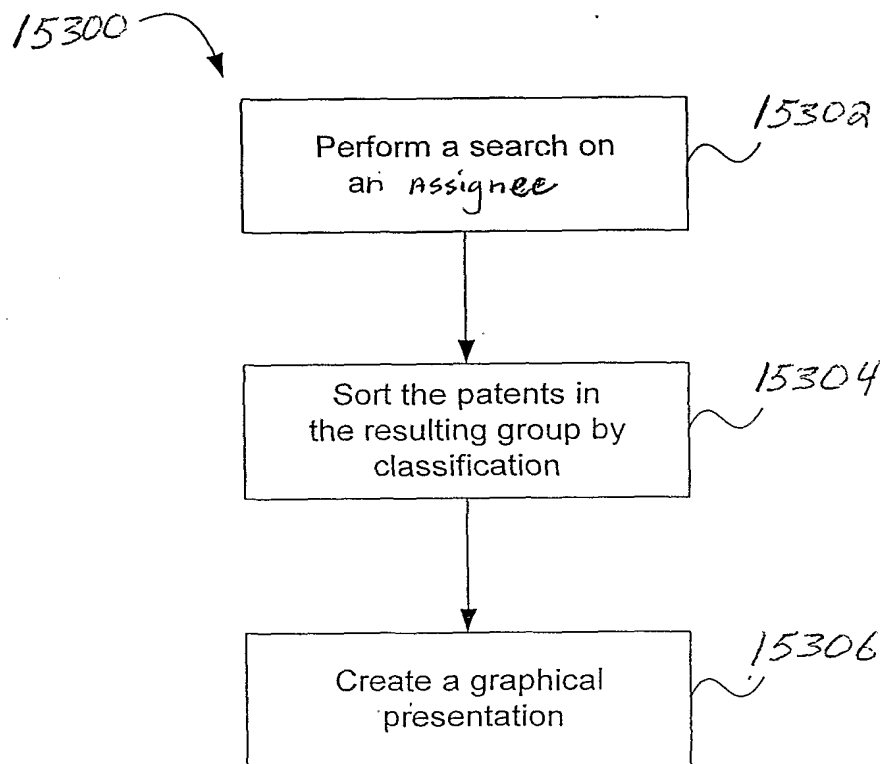 15300
15302
Perform a search on
an Assignee
15304
Sort the patents in
the resulting group by
classification
15306
Create a graphical
presentation